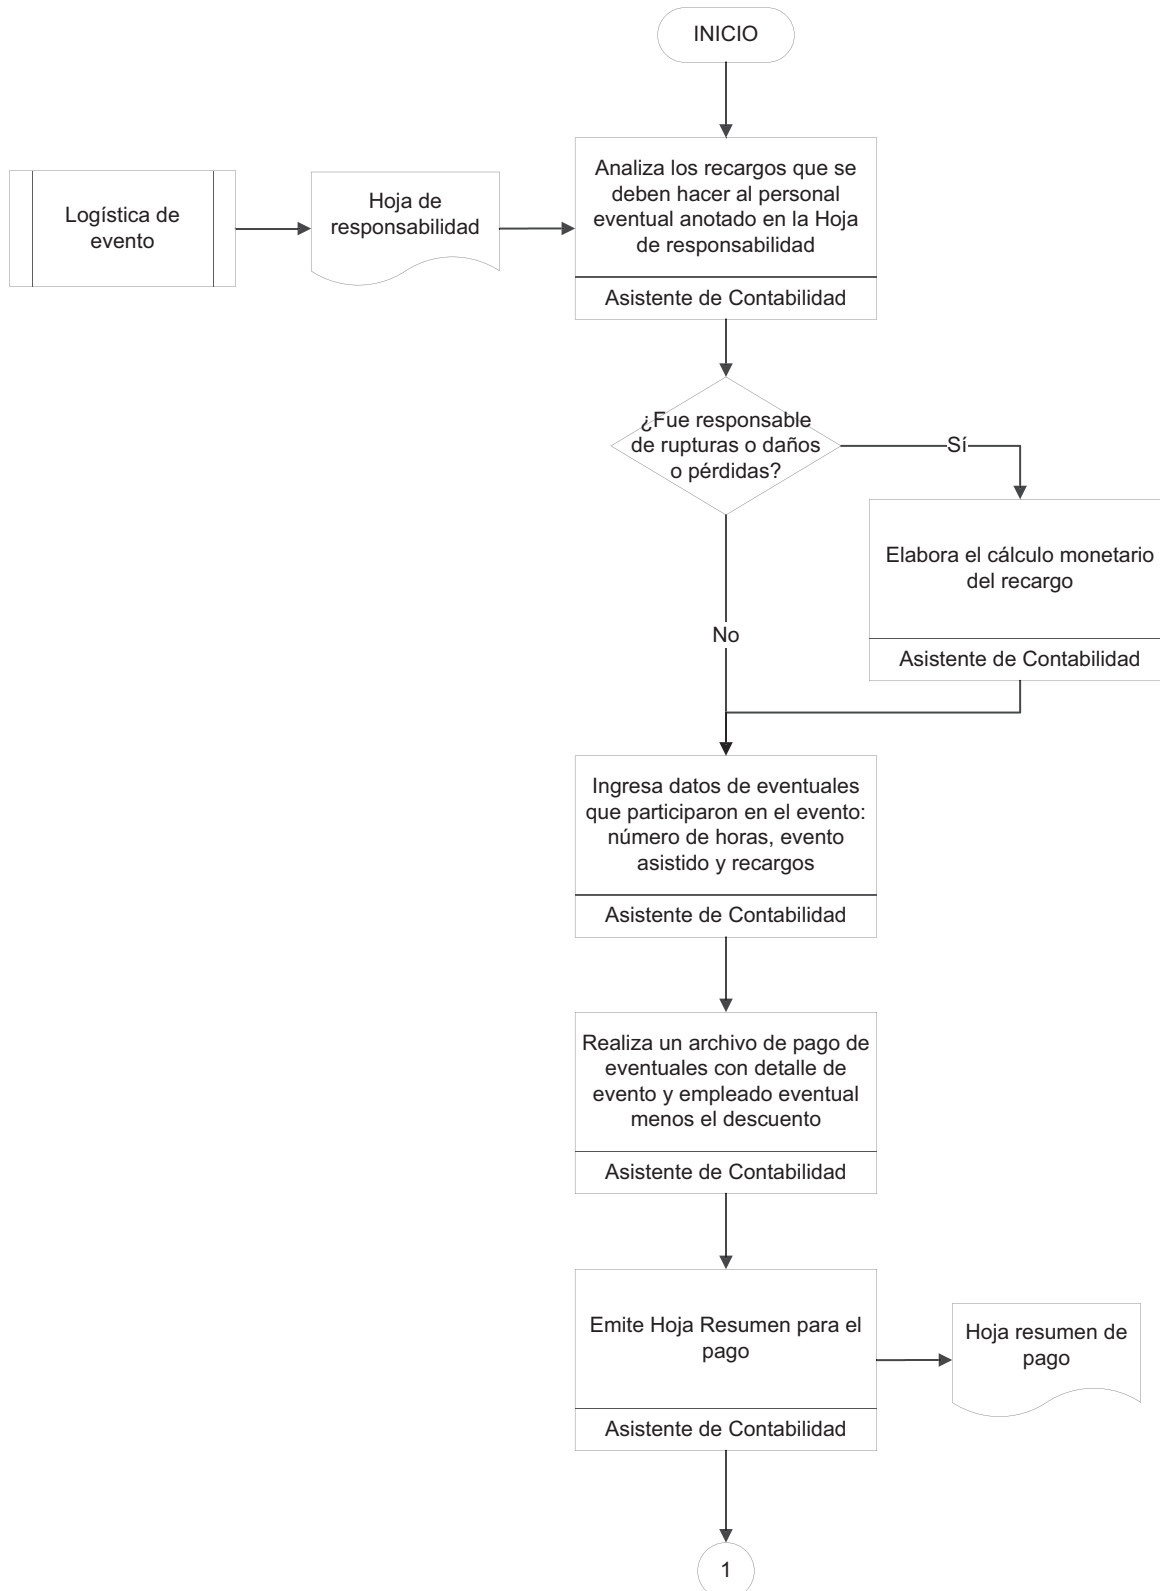 INICIO
Analiza los recargos que se
deben hacer al personal
eventual anotado en la Hoja
de responsabilidad
Asistente de Contabilidad
Logística de
evento
Hoja de
responsabilidad
¿Fue responsable
de rupturas o daños
o pérdidas?
Sí
Elabora el cálculo monetario
del recargo
Asistente de Contabilidad
No
Ingresa datos de eventuales
que participaron en el evento:
número de horas, evento
asistido y recargos
Asistente de Contabilidad
Realiza un archivo de pago de
eventuales con detalle de
evento y empleado eventual
menos el descuento
Asistente de Contabilidad
Emite Hoja Resumen para el
pago
Asistente de Contabilidad
Hoja resumen de
pago
1